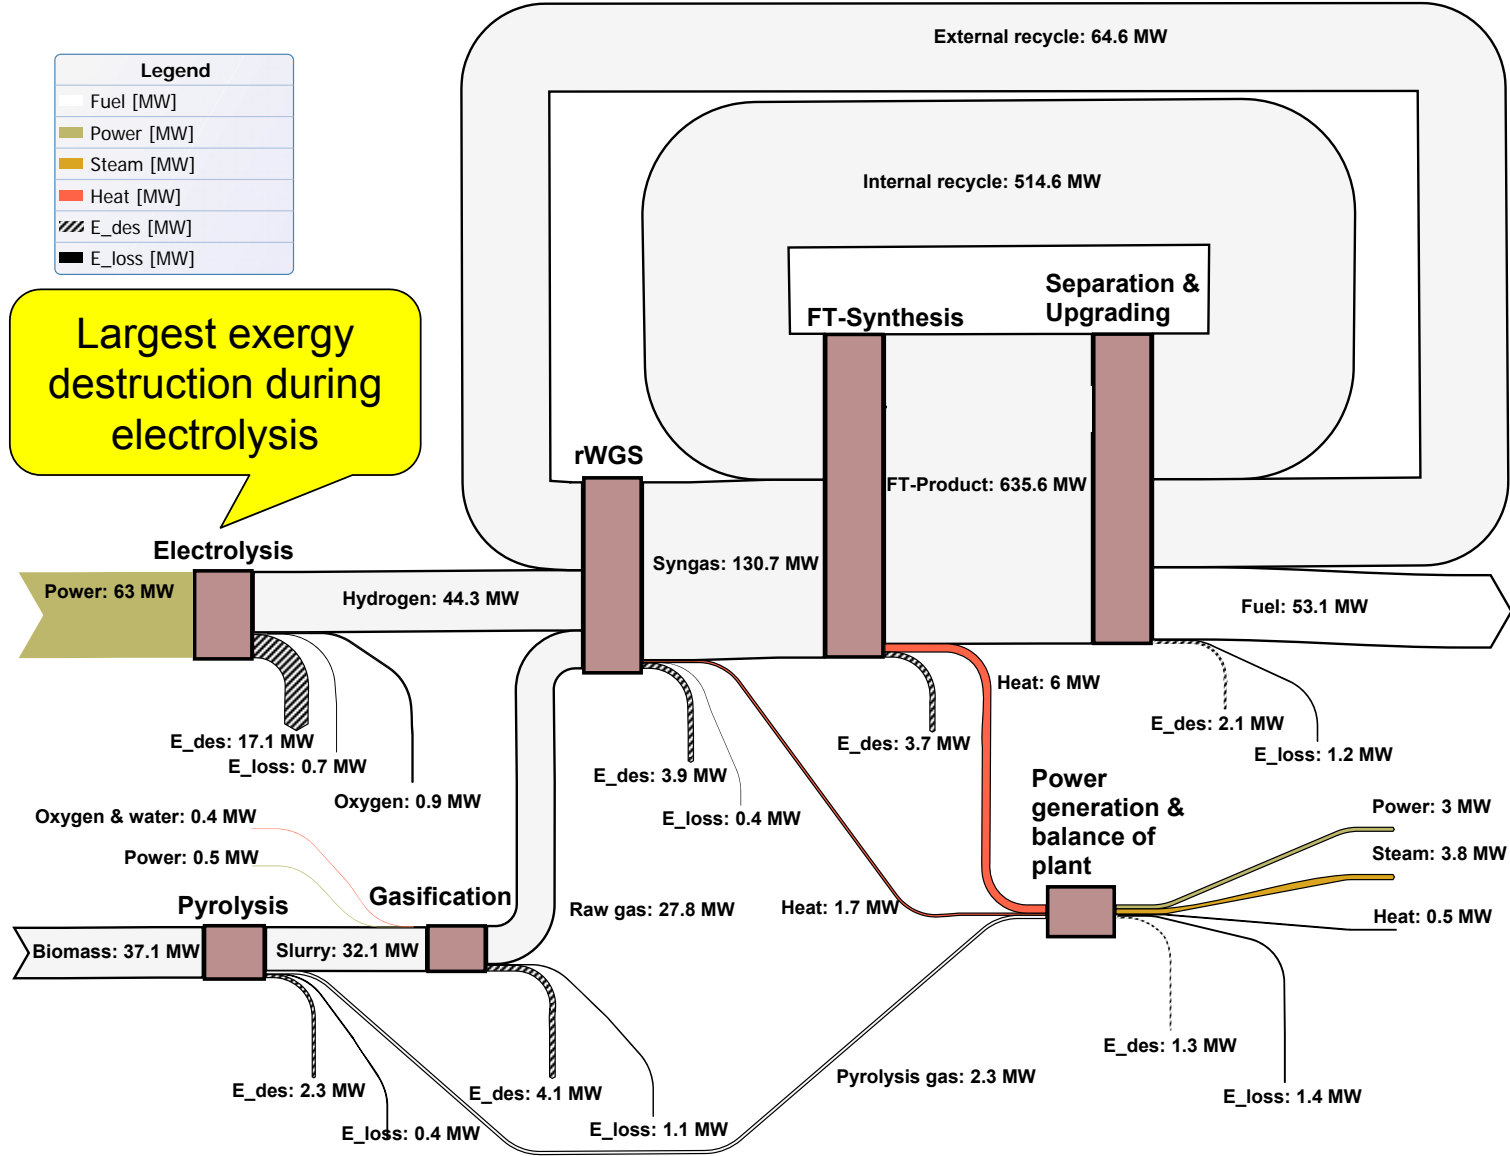 External recycle: 64.6 MW
Legend
Fuel [MW]
Power [MW]
Steam [MW]
Heat [MW]
E_des [MW]
E_loss [MW]
Internal recycle: 514.6 MW
Largest exergy
destruction during
electrolysis
FT-Synthesis
Separation &
Upgrading
rWGS
FT-Product: 635.6 MW
Electrolysis
Syngas: 130.7 MW
Power: 63 MW
Hydrogen: 44.3 MW
Fuel: 53.1 MW
Heat: 6 MW
E_des: 17.1 MW
E_loss: 0.7 MW
Oxygen: 0.9 MW
E_des: 3.9 MW
E_loss: 0.4 MW
E_des: 3.7 MW
E_des: 2.1 MW
E_loss: 1.2 MW
Power
generation &
balance of
plant
Power: 3 MW
Steam: 3.8 MW
Heat: 0.5 MW
Oxygen & water: 0.4 MW
Power: 0.5 MW
Pyrolysis
Gasification
Raw gas: 27.8 MW
Heat: 1.7 MW
Biomass: 37.1 MW
Slurry: 32.1 MW
E_des: 2.3 MW
E_loss: 0.4 MW
E_des: 4.1 MW
E_loss: 1.1 MW
Pyrolysis gas: 2.3 MW
E_des: 1.3 MW
E_loss: 1.4 MW